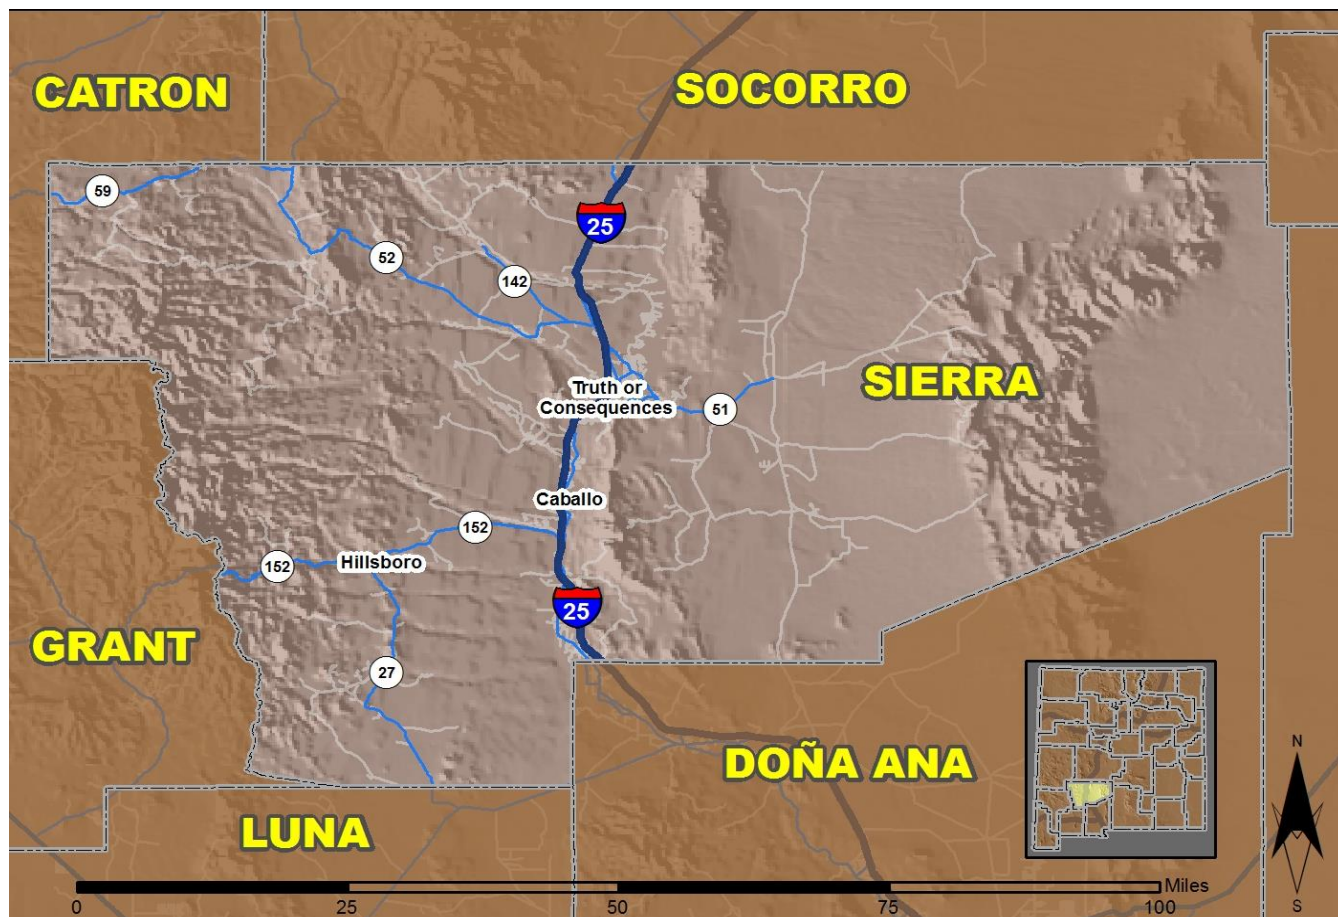 CATRON
SOCORRO
59
25
52
142
SIERRA
Truth or
Consequences
51
Caballo
152
152
Hillsboro
25
GRANT
27
DOÑA ANA
LUNA
N
S
Miles
0
25
50
75
100